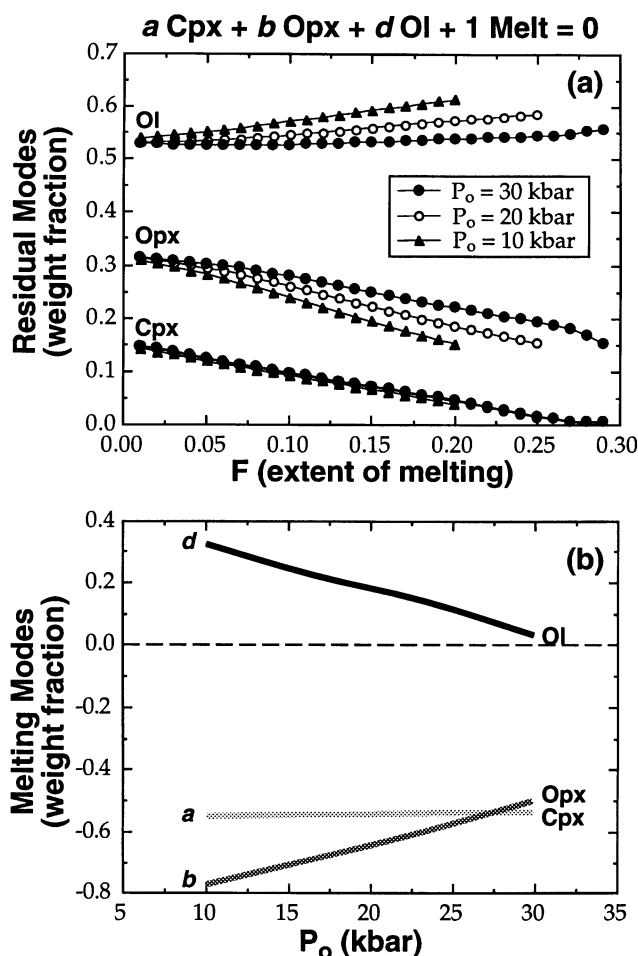 a Cpx + b Opx + d Ol + 1 Melt = 0
(a)
Residual Modes
(weight fraction)
0.7
0.6
0.5
0.4
0.3
0.2
0.1
0.0
Ol
Opx
Cpx
Po = 30 kbar
Po = 20 kbar
Po = 10 kbar
0.00 0.05 0.10 0.15 0.20 0.25 0.30
F (extent of melting)
(b)
Melting Modes
(weight fraction)
0.4
0.2
0.0
-0.2
-0.4
-0.6
-0.8
d
Ol
a
b
Opx
Cpx
5 10 15 20 25 30 35
Po (kbar)